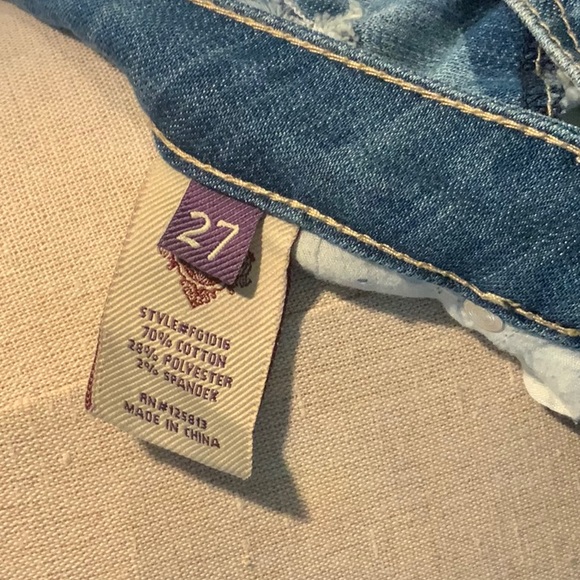 27
STYLE#FG1016
70% COTTON
28% POLYESTER
2% SPANDEX
RN#125813
MADE IN CHINA